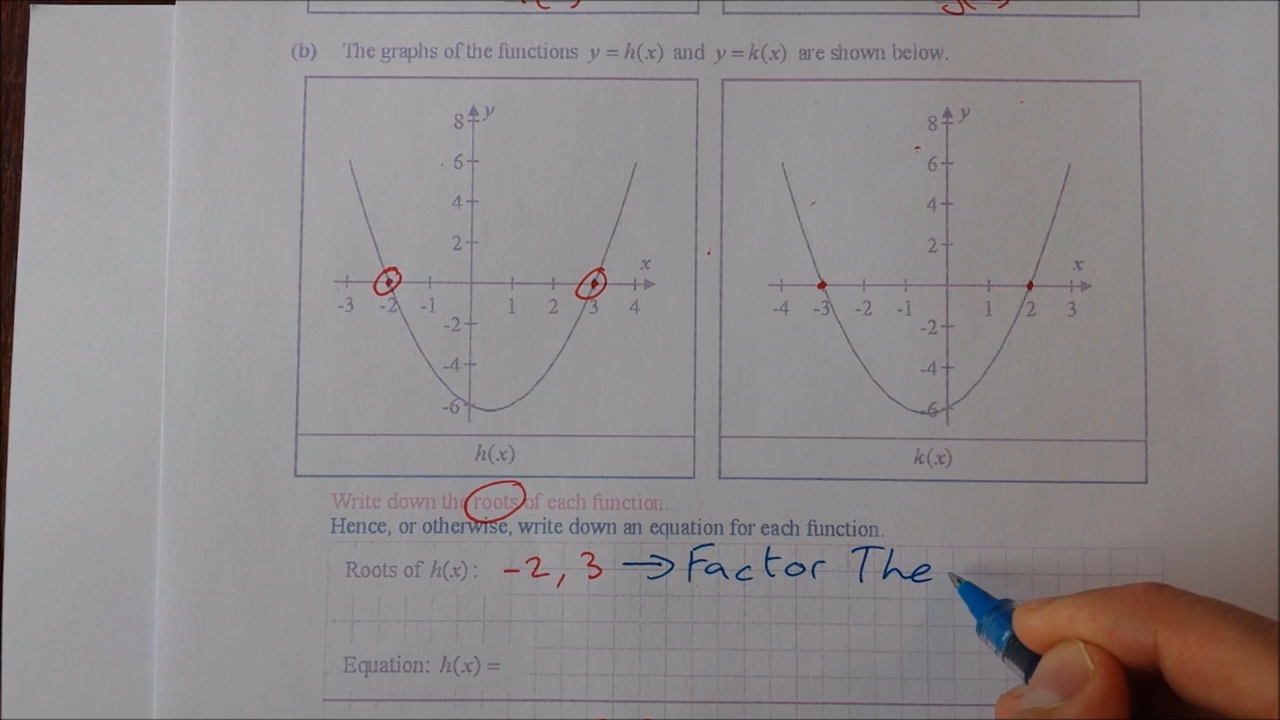 (b) The graphs of the functions y = h(x) and y = k(x) are shown below.
8 y
6
4
2
x
-3 -2 -1 1 2 3 4
-2
-4
-6
h(x)
8 y
6
4
2
x
-4 -3 -2 -1 1 2 3
-2
-4
-6
k(x)
Write down the roots of each function.
Hence, or otherwise, write down an equation for each function.
Roots of h(x): -2, 3 → Factor The
Equation: h(x) =